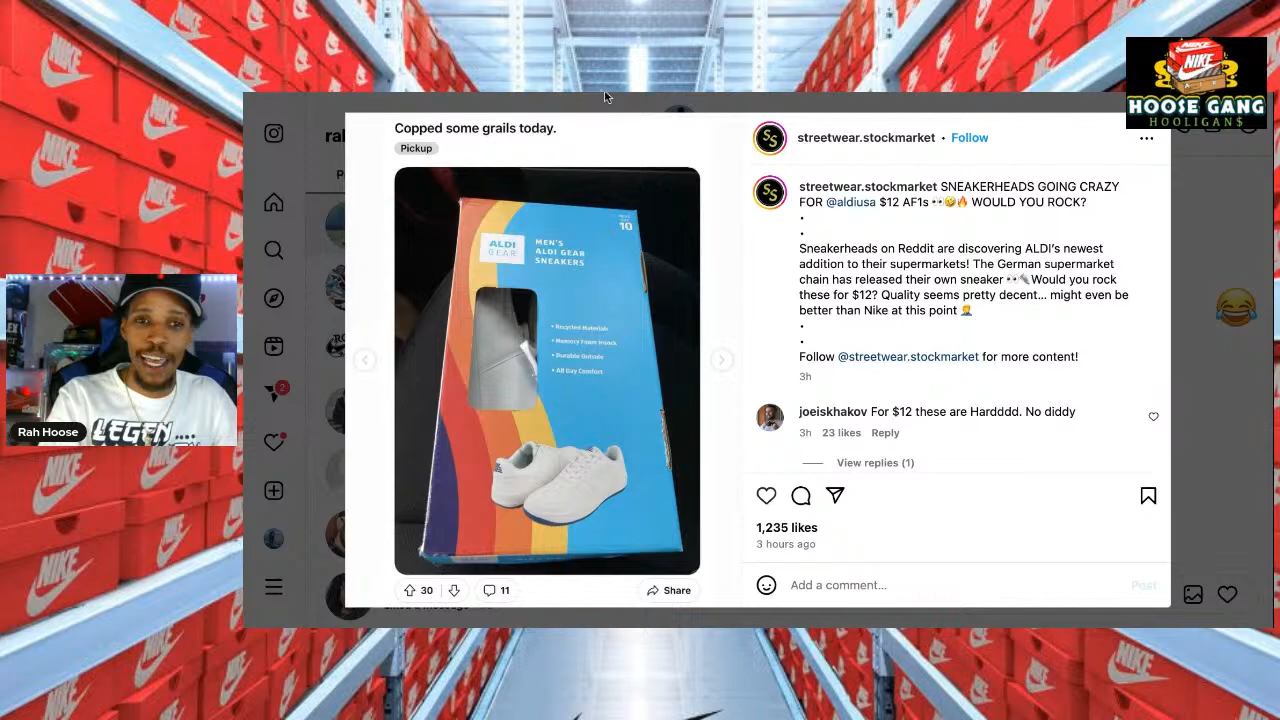 NIKE
HOOSE GANG
HOOLIGAN$
Copped some grails today.
Pickup
ALDI
GEAR
MEN'S
ALDI GEAR
SNEAKERS
10
• Recycled Materials
• Memory Foam Insock
• Durable Outsole
• All Day Comfort
30
11
Share
streetwear.stockmarket • Follow
streetwear.stockmarket SNEAKERHEADS GOING CRAZY
FOR @aldiusa $12 AF1s 👀🤣🔥 WOULD YOU ROCK?
•
•
Sneakerheads on Reddit are discovering ALDI's newest
addition to their supermarkets! The German supermarket
chain has released their own sneaker 👀🔌Would you rock
these for $12? Quality seems pretty decent... might even be
better than Nike at this point 🤦
•
•
Follow @streetwear.stockmarket for more content!
3h
joeiskhakov For $12 these are Hardddd. No diddy
3h 23 likes Reply
View replies (1)
1,235 likes
3 hours ago
Add a comment...
Post
2
LEGEN
Rah Hoose
NIKE
NIKE
NIKE
NIKE